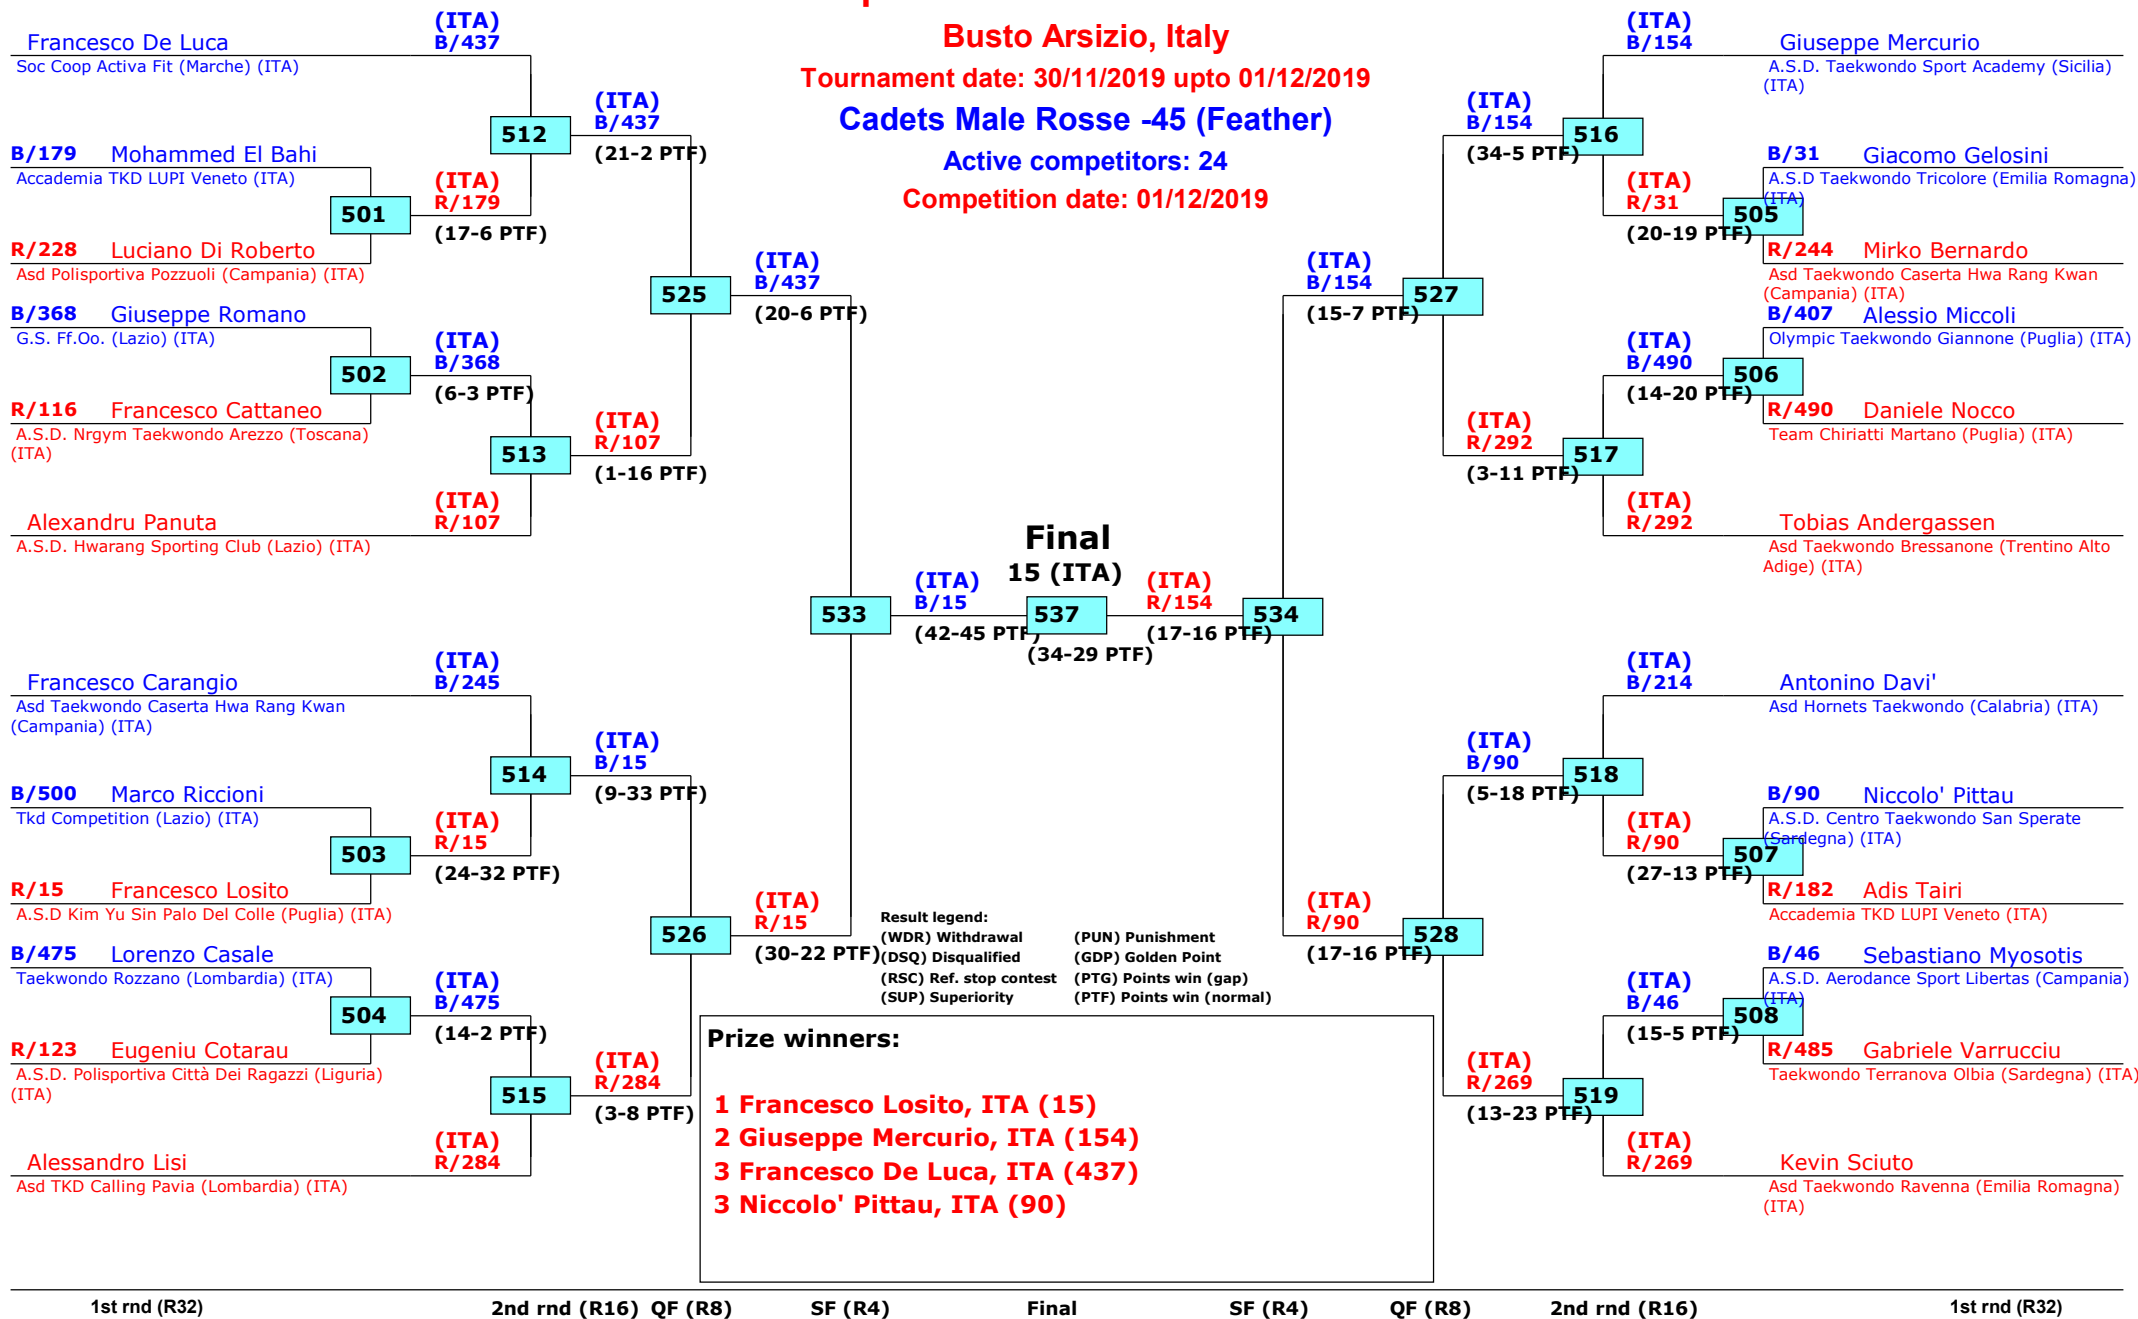 Busto Arsizio, Italy
Tournament date: 30/11/2019 upto 01/12/2019
Cadets Male Rosse -45 (Feather)
Active competitors: 24
Competition date: 01/12/2019
Francesco De Luca
Soc Coop Activa Fit (Marche) (ITA)
(ITA)
B/437
B/179 Mohammed El Bahi
Accademia TKD LUPI Veneto (ITA)
501
R/228 Luciano Di Roberto
Asd Polisportiva Pozzuoli (Campania) (ITA)
(ITA)
R/179
(17-6 PTF)
512
(ITA)
B/437
(21-2 PTF)
B/368 Giuseppe Romano
G.S. Ff.Oo. (Lazio) (ITA)
502
R/116 Francesco Cattaneo
A.S.D. Nrgym Taekwondo Arezzo (Toscana)
(ITA)
(ITA)
B/368
(6-3 PTF)
513
Alexandru Panuta
A.S.D. Hwarang Sporting Club (Lazio) (ITA)
(ITA)
R/107
(ITA)
R/107
(1-16 PTF)
525
(ITA)
B/437
(20-6 PTF)
Francesco Carangio
Asd Taekwondo Caserta Hwa Rang Kwan
(Campania) (ITA)
(ITA)
B/245
B/500 Marco Riccioni
Tkd Competition (Lazio) (ITA)
503
R/15 Francesco Losito
A.S.D Kim Yu Sin Palo Del Colle (Puglia) (ITA)
(ITA)
R/15
(24-32 PTF)
514
(ITA)
B/15
(9-33 PTF)
B/475 Lorenzo Casale
Taekwondo Rozzano (Lombardia) (ITA)
504
R/123 Eugeniu Cotarau
A.S.D. Polisportiva Città Dei Ragazzi (Liguria)
(ITA)
(ITA)
B/475
(14-2 PTF)
515
Alessandro Lisi
Asd TKD Calling Pavia (Lombardia) (ITA)
(ITA)
R/284
(ITA)
R/284
(3-8 PTF)
526
(ITA)
R/15
(30-22 PTF)
533
(ITA)
B/15
(42-45 PTF)
Final
15 (ITA)
537
(34-29 PTF)
(ITA)
R/154
(17-16 PTF)
534
(ITA)
B/154
(15-7 PTF)
527
(ITA)
B/154
(34-5 PTF)
516
(ITA)
B/154
Giuseppe Mercurio
A.S.D. Taekwondo Sport Academy (Sicilia)
(ITA)
B/31 Giacomo Gelosini
A.S.D Taekwondo Tricolore (Emilia Romagna)
(ITA)
505
(ITA)
R/31
(20-19 PTF)
R/244 Mirko Bernardo
Asd Taekwondo Caserta Hwa Rang Kwan
(Campania) (ITA)
B/407 Alessio Miccoli
Olympic Taekwondo Giannone (Puglia) (ITA)
(ITA)
B/490
(14-20 PTF)
506
R/490 Daniele Nocco
Team Chiriatti Martano (Puglia) (ITA)
(ITA)
R/292
(3-11 PTF)
517
(ITA)
R/292
Tobias Andergassen
Asd Taekwondo Bressanone (Trentino Alto
Adige) (ITA)
(ITA)
B/214
Antonino Davi'
Asd Hornets Taekwondo (Calabria) (ITA)
(ITA)
B/90
(5-18 PTF)
518
B/90 Niccolo' Pittau
A.S.D. Centro Taekwondo San Sperate
(Sardegna) (ITA)
(ITA)
R/90
(27-13 PTF)
507
R/182 Adis Tairi
Accademia TKD LUPI Veneto (ITA)
(ITA)
R/90
(17-16 PTF)
528
B/46 Sebastiano Myosotis
A.S.D. Aerodance Sport Libertas (Campania)
(ITA)
(ITA)
B/46
(15-5 PTF)
508
R/485 Gabriele Varrucciu
Taekwondo Terranova Olbia (Sardegna) (ITA)
(ITA)
R/269
(13-23 PTF)
519
(ITA)
R/269
Kevin Sciuto
Asd Taekwondo Ravenna (Emilia Romagna)
(ITA)
Result legend:
(WDR) Withdrawal (PUN) Punishment
(DSQ) Disqualified (GDP) Golden Point
(RSC) Ref. stop contest (PTG) Points win (gap)
(SUP) Superiority (PTF) Points win (normal)
Prize winners:
1 Francesco Losito, ITA (15)
2 Giuseppe Mercurio, ITA (154)
3 Francesco De Luca, ITA (437)
3 Niccolo' Pittau, ITA (90)
1st rnd (R32) 2nd rnd (R16) QF (R8) SF (R4) Final SF (R4) QF (R8) 2nd rnd (R16) 1st rnd (R32)